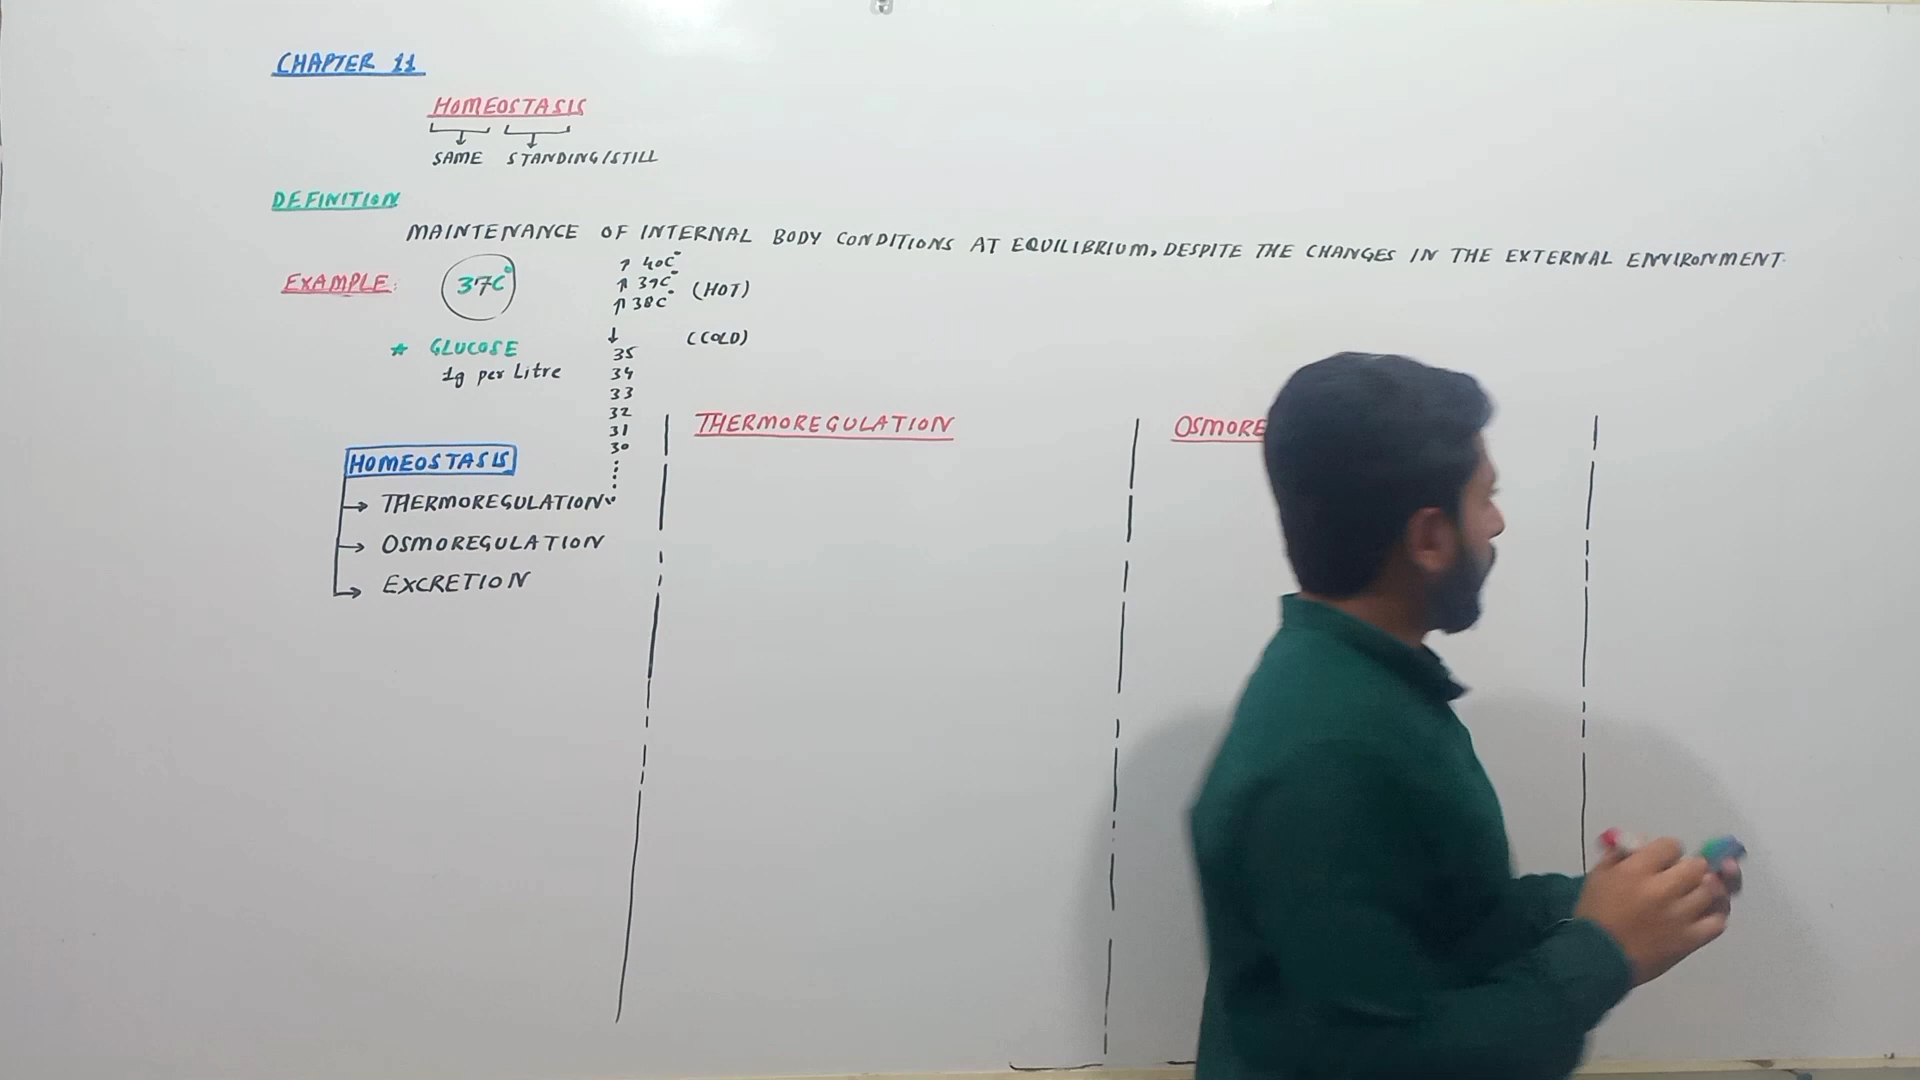 CHAPTER 11
HOMEOSTASIS
SAME STANDING/STILL
DEFINITION
MAINTENANCE OF INTERNAL BODY CONDITIONS AT EQUILIBRIUM, DESPITE THE CHANGES IN THE EXTERNAL ENVIRONMENT.
EXAMPLE:
37C°
↑ 40C°
↑ 39C°
↑ 38C°
(HOT)
↓
(COLD)
* GLUCOSE
1g per Litre
35
34
33
32
31
30
HOMEOSTASIS
→ THERMOREGULATION
→ OSMOREGULATION
→ EXCRETION
THERMOREGULATION